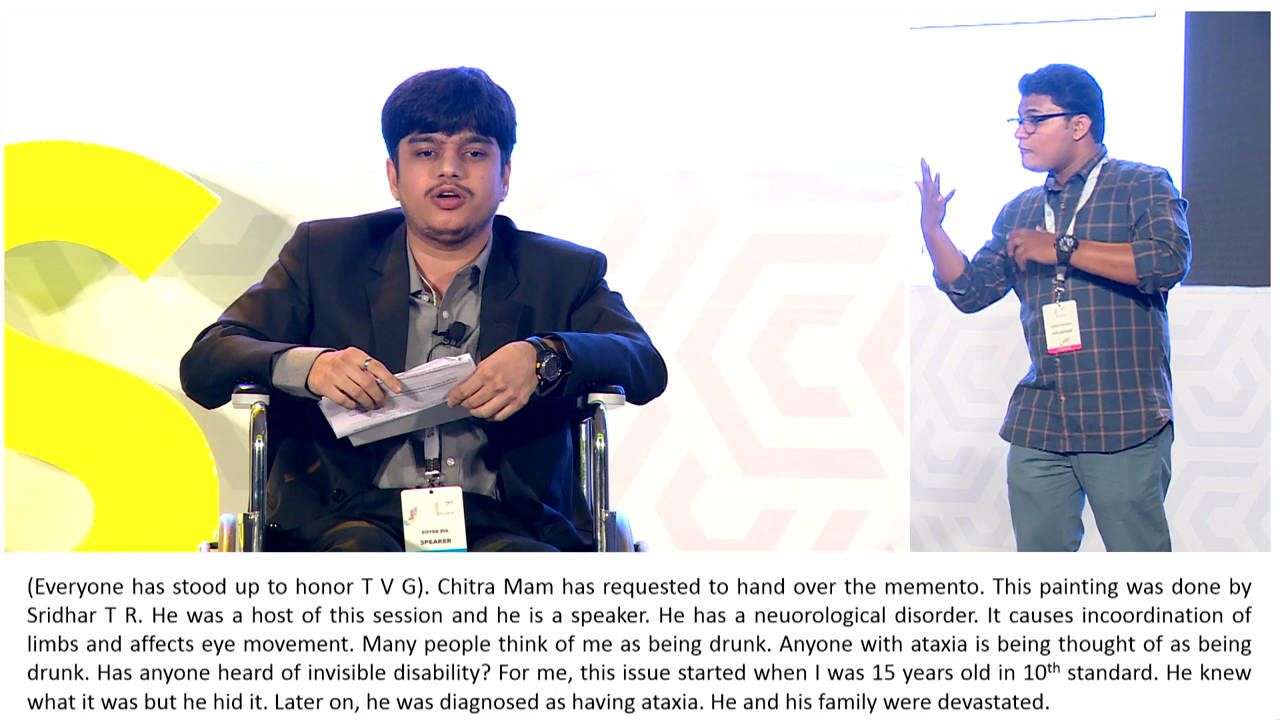 ZOYEB ZIA
SPEAKER
(Everyone has stood up to honor T V G). Chitra Mam has requested to hand over the memento. This painting was done by
Sridhar T R. He was a host of this session and he is a speaker. He has a neuorological disorder. It causes incoordination of
limbs and affects eye movement. Many people think of me as being drunk. Anyone with ataxia is being thought of as being
drunk. Has anyone heard of invisible disability? For me, this issue started when I was 15 years old in 10th standard. He knew
what it was but he hid it. Later on, he was diagnosed as having ataxia. He and his family were devastated.